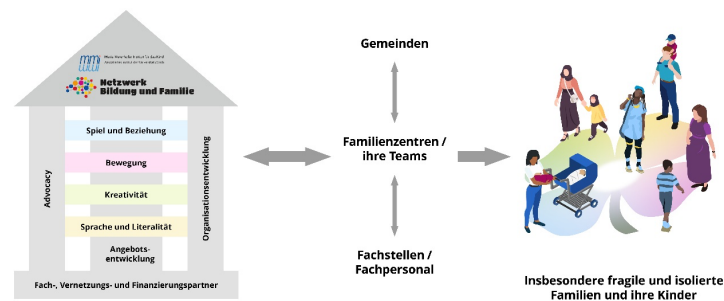 mmi
Netzwerk
Bildung und Familie
Spiel und Beziehung
Bewegung
Kreativität
Sprache und Literalität
Angebots-
entwicklung
Advocacy
Organisationsentwicklung
Fach-, Vernetzungs- und Finanzierungspartner
Gemeinden
Familienzentren /
ihre Teams
Fachstellen /
Fachpersonal
Insbesondere fragile und isolierte
Familien und ihre Kinder